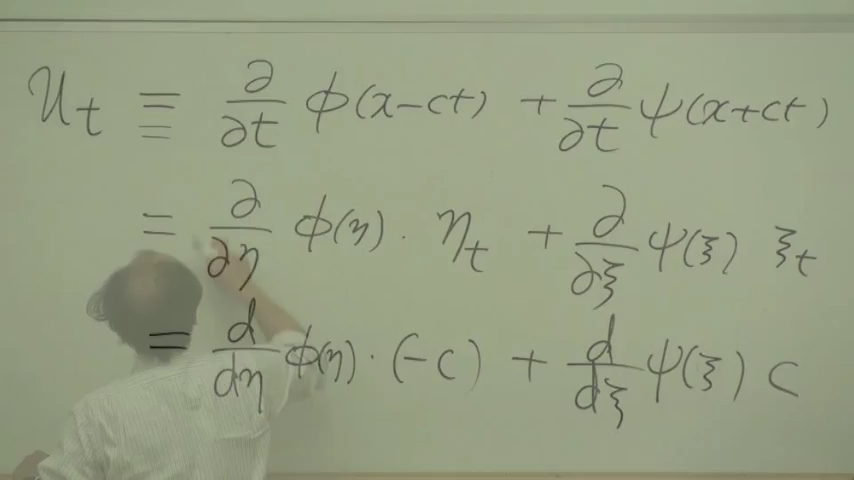 u_t ≡ ∂/∂t ϕ(x-ct) + ∂/∂t ψ(x+ct)
= ∂/∂η ϕ(η) · η_t + ∂/∂ξ ψ(ξ) ξ_t
= d/dη ϕ(η) · (-c) + d/dξ ψ(ξ) c